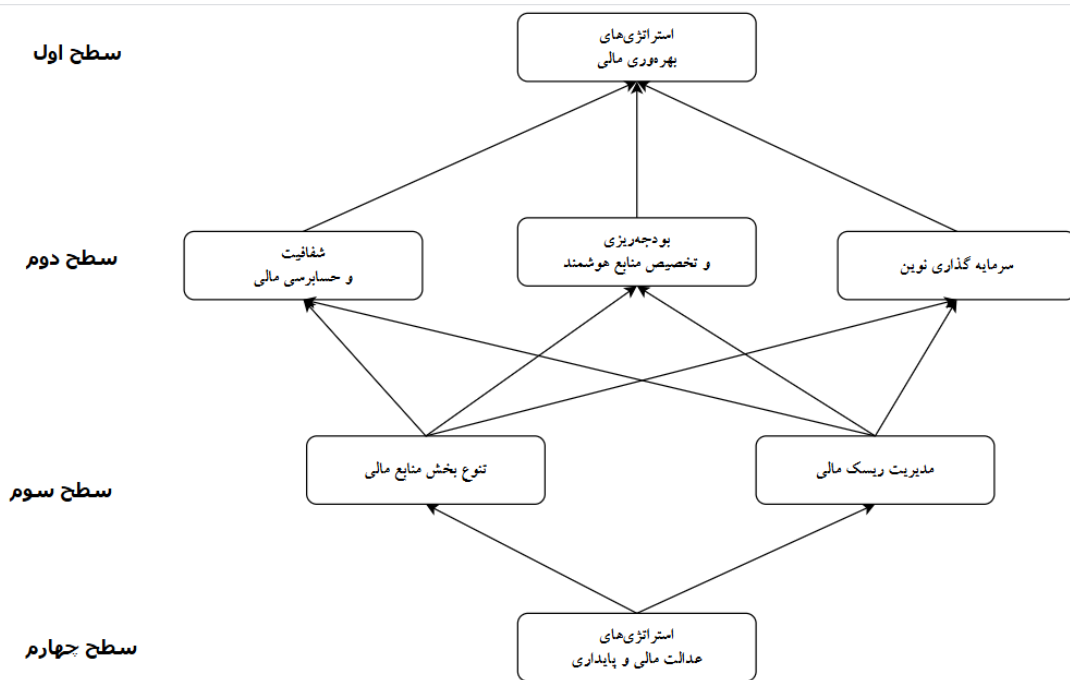 سطح اول
استراتژی‌های
بهره‌وری مالی
سطح دوم
سرمایه گذاری نوین
بودجه‌ریزی
و تخصیص منابع هوشمند
شفافیت
و حسابرسی مالی
سطح سوم
مدیریت ریسک مالی
تنوع بخش منابع مالی
سطح چهارم
استراتژی‌های
عدالت مالی و پایداری